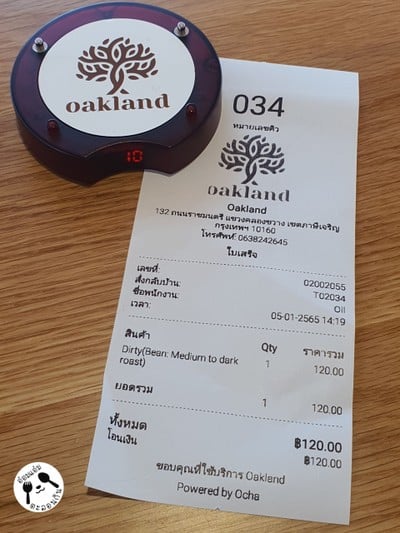 oakland
10
034
หมายเลขคิว
oakland
Oakland
132 ถนนราชมนตรี แขวงคลองขวาง เขตภาษีเจริญ
กรุงเทพฯ 10160
โทรศัพท์: 0638242645
ใบเสร็จ
เลขที่: 02002055
สั่งกลับบ้าน: T02034
ชื่อพนักงาน: Oil
เวลา: 05-01-2565 14:19
สินค้า Qty ราคารวม
Dirty(Bean: Medium to dark 1 120.00
roast)
ยอดรวม 1 120.00
ทั้งหมด ฿120.00
โอนเงิน ฿120.00
ขอบคุณที่ใช้บริการ Oakland
Powered by Ocha
ตะลอนกิน